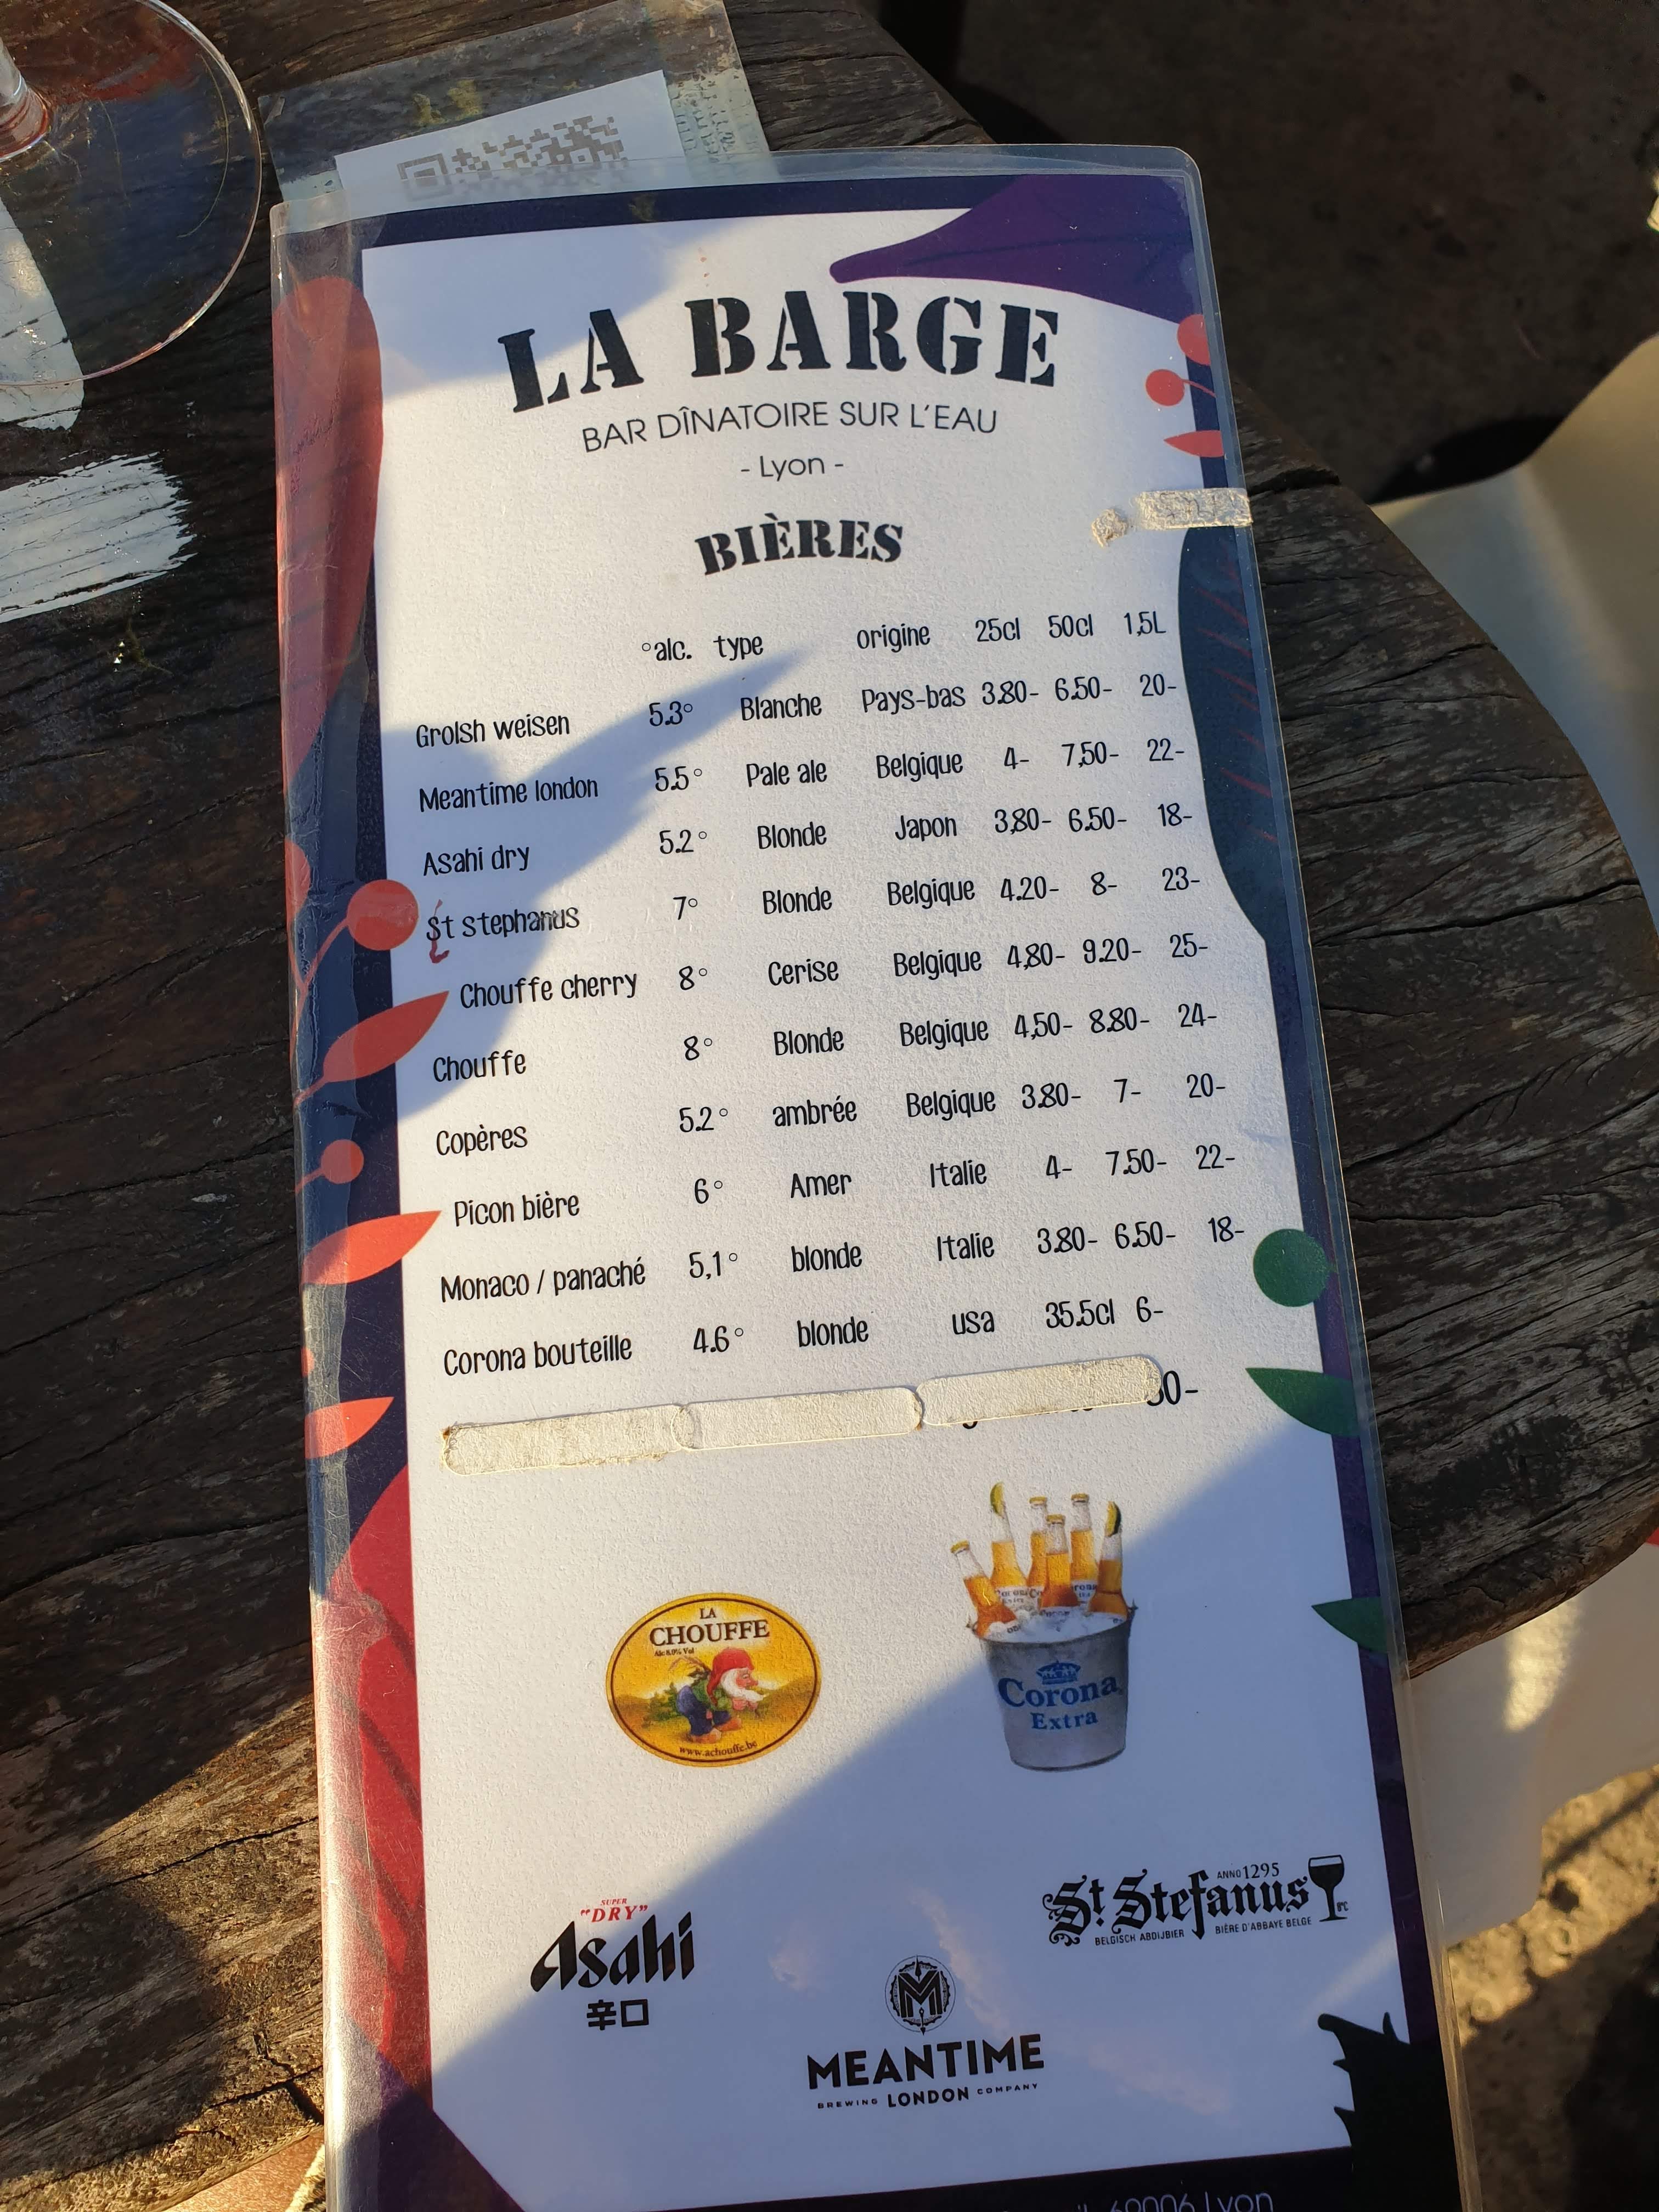 LA BARGE
BAR DÎNATOIRE SUR L'EAU
- Lyon -
BIÈRES
°alc. type origine 25cl 50cl 1,5L
Grolsh weisen 5.3° Blanche Pays-bas 3.80- 6.50- 20-
Meantime london 5.5° Pale ale Belgique 4- 7,50- 22-
Asahi dry 5.2° Blonde Japon 3,80- 6.50- 18-
St stephanus 7° Blonde Belgique 4.20- 8- 23-
Chouffe cherry 8° Cerise Belgique 4,80- 9.20- 25-
Chouffe 8° Blonde Belgique 4,50- 8.80- 24-
Copères 5.2° ambrée Belgique 3.80- 7- 20-
Picon bière 6° Amer Italie 4- 7.50- 22-
Monaco / panaché 5,1° blonde Italie 3.80- 6.50- 18-
Corona bouteille 4.6° blonde usa 35.5cl 6-
0-
LA
CHOUFFE
Alc 8.0% Vol
www.achouffe.be
Corona
Extra
SUPER
"DRY"
Asahi
辛口
ANNO 1295
St Stefanus
BELGISCH ABDIJBIER BIÈRE D'ABBAYE BELGE
M
MEANTIME
BREWING LONDON COMPANY
69006 Lyon